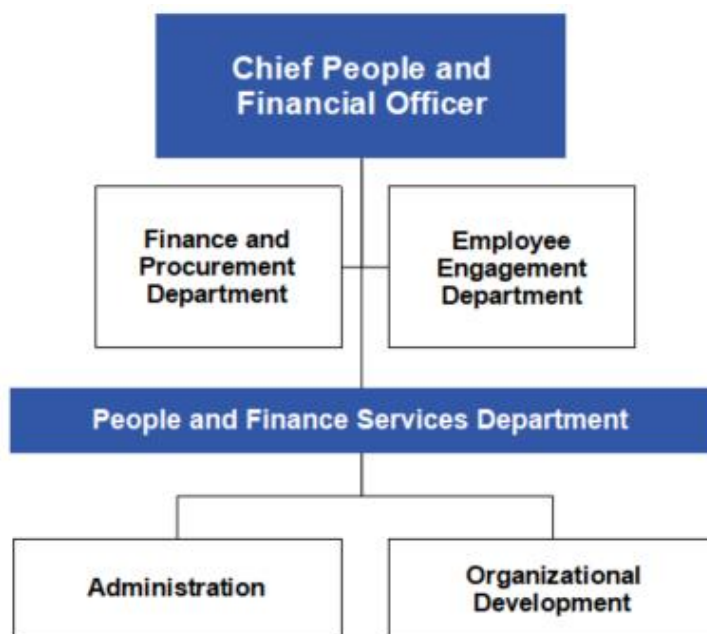 Chief People and
Financial Officer
Finance and
Procurement
Department
Employee
Engagement
Department
People and Finance Services Department
Administration
Organizational
Development